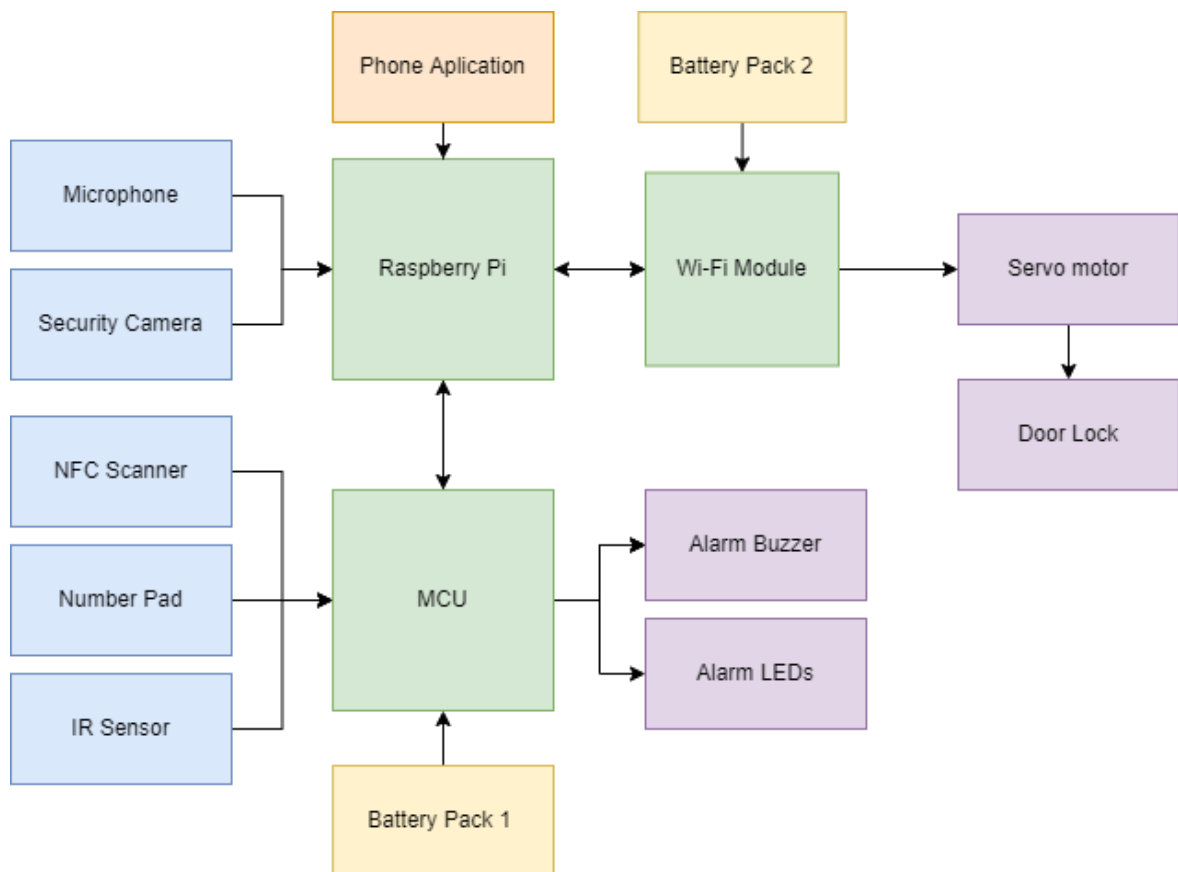 Phone Aplication
Battery Pack 2
Microphone
Raspberry Pi
Wi-Fi Module
Servo motor
Security Camera
Door Lock
NFC Scanner
Alarm Buzzer
Number Pad
MCU
Alarm LEDs
IR Sensor
Battery Pack 1